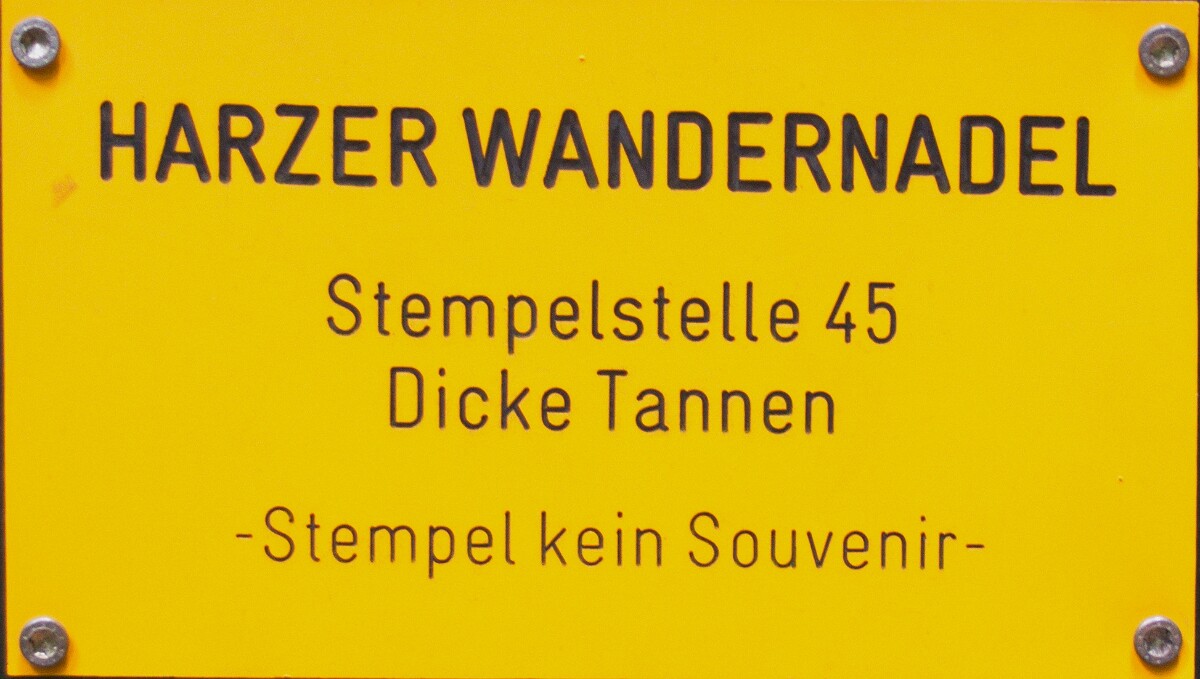 HARZER WANDERNADEL
Stempelstelle 45
Dicke Tannen
-Stempel kein Souvenir-